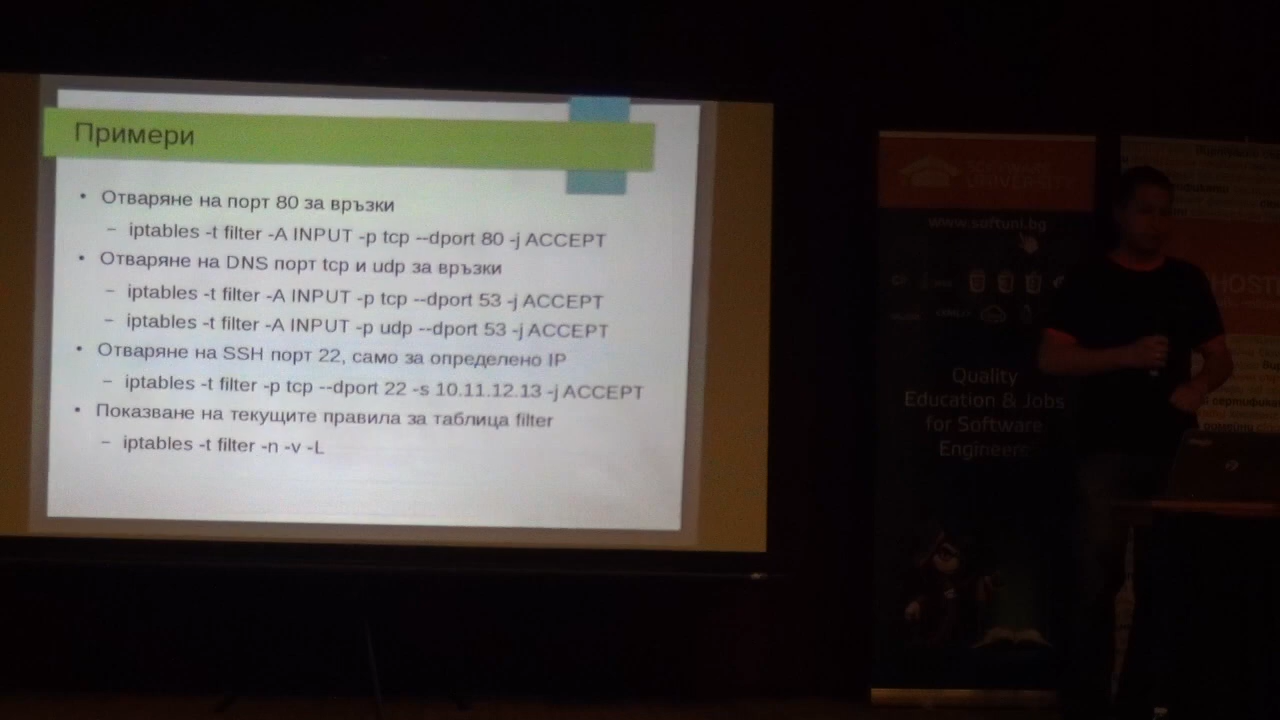 Примери
• Отваряне на порт 80 за връзки
– iptables -t filter -A INPUT -p tcp --dport 80 -j ACCEPT
• Отваряне на DNS порт tcp и udp за връзки
– iptables -t filter -A INPUT -p tcp --dport 53 -j ACCEPT
– iptables -t filter -A INPUT -p udp --dport 53 -j ACCEPT
• Отваряне на SSH порт 22, само за определено IP
– iptables -t filter -p tcp --dport 22 -s 10.11.12.13 -j ACCEPT
• Показване на текущите правила за таблица filter
– iptables -t filter -n -v -L
SOFTWARE
UNIVERSITY
www.softuni.bg
Quality
Education & Jobs
for Software
Engineers